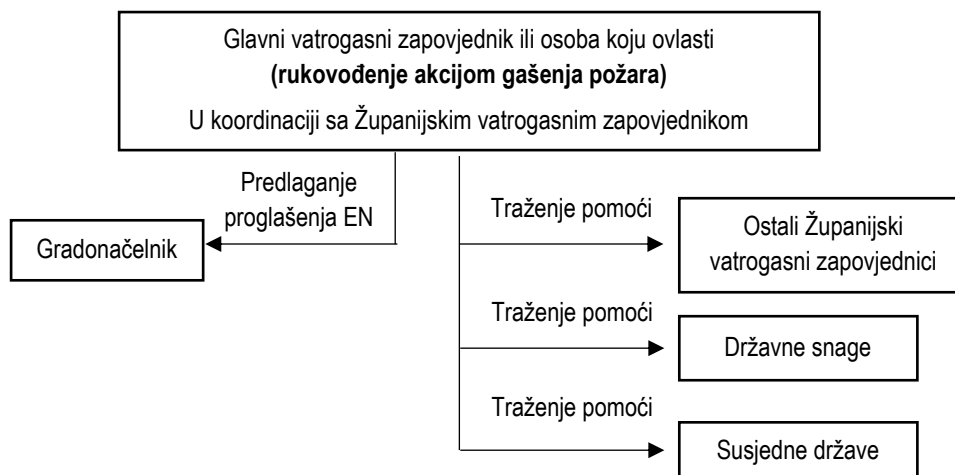 Glavni vatrogasni zapovjednik ili osoba koju ovlasti
(rukovođenje akcijom gašenja požara)
U koordinaciji sa Županijskim vatrogasnim zapovjednikom
Predlaganje
proglašenja EN
Gradonačelnik
Traženje pomoći
Ostali Županijski
vatrogasni zapovjednici
Traženje pomoći
Državne snage
Traženje pomoći
Susjedne države